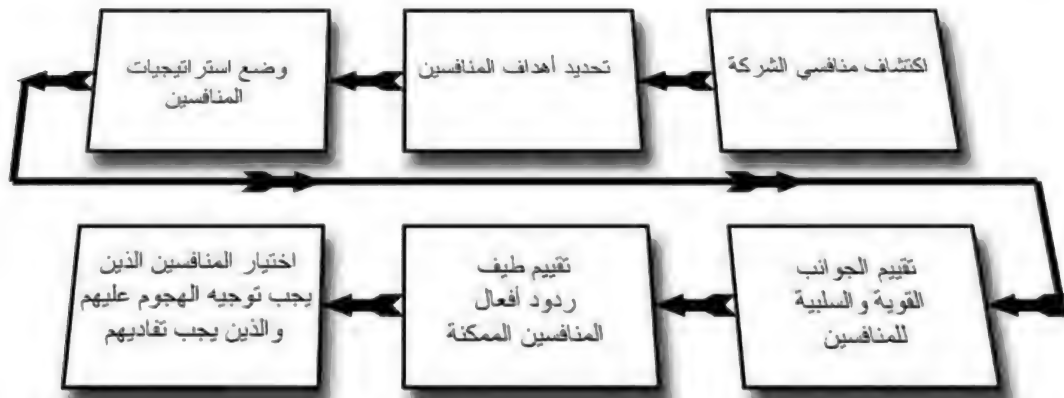 اكتشاف منافسي الشركة
تحديد أهداف المنافسين
وضع استراتيجيات
المنافسين
تقييم الجوانب
القوية والسلبية
للمنافسين
تقييم طيف
ردود أفعال
المنافسين الممكنة
اختيار المنافسين الذين
يجب توجيه الهجوم عليهم
والذين يجب تفاديهم